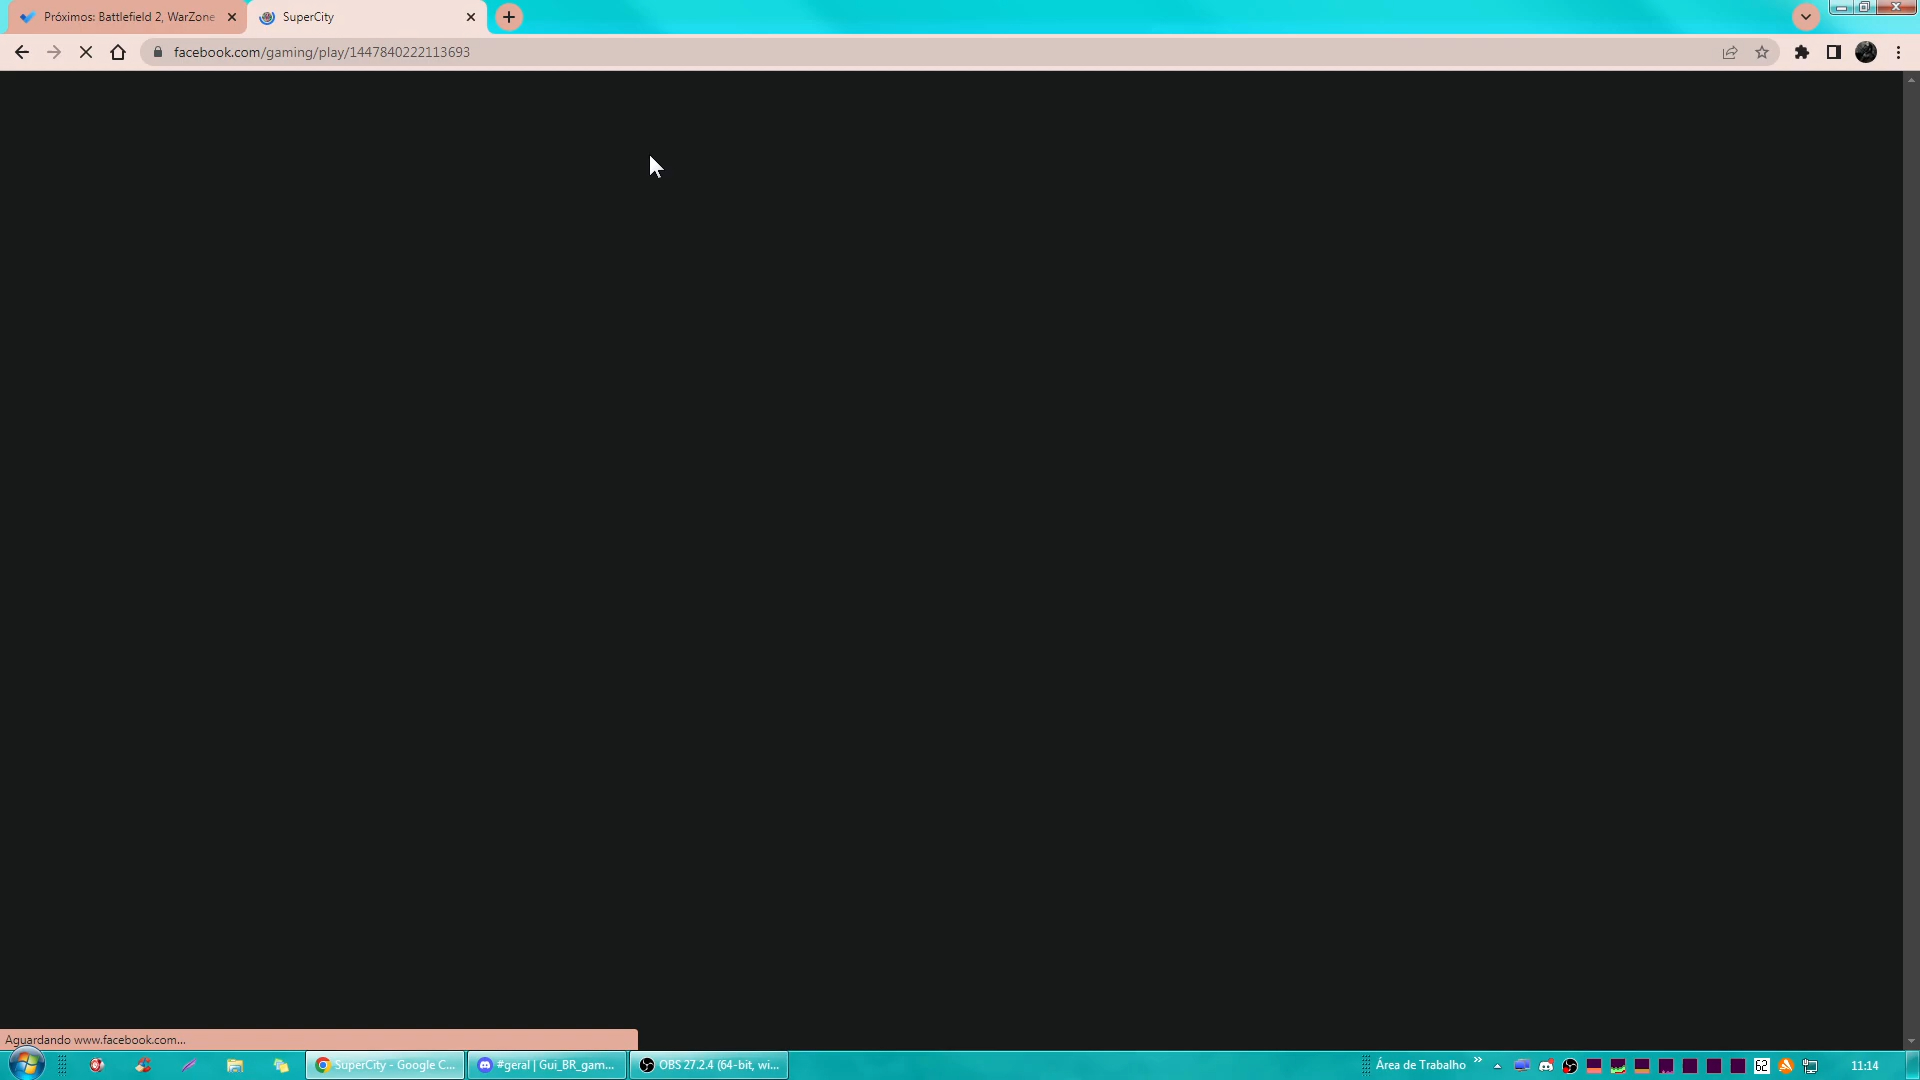 Próximos: Battlefield 2, WarZone
SuperCity
facebook.com/gaming/play/1447840222113693
Aguardando www.facebook.com...
SuperCity - Google C...
#geral | Gui_BR_gam...
OBS 27.2.4 (64-bit, wi...
Área de Trabalho
62
11:14